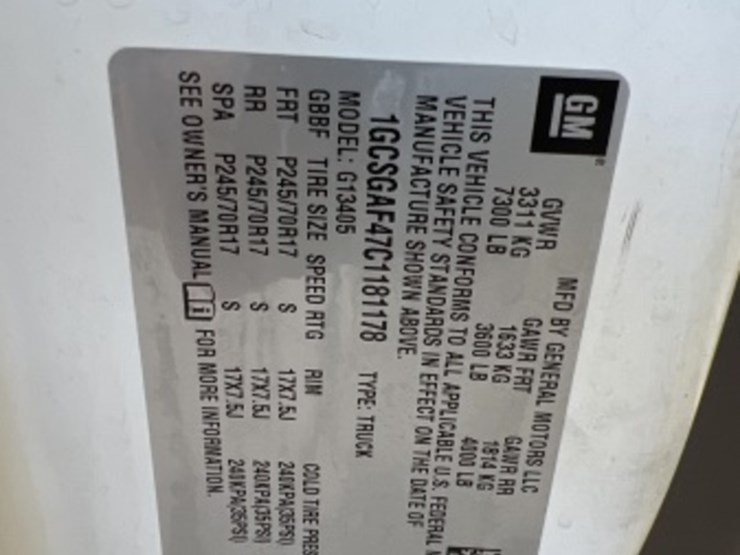 GM
MFD BY GENERAL MOTORS LLC
GVWR GAWR FRT GAWR RR
3311 KG 1633 KG 1814 KG
7300 LB 3600 LB 4000 LB
THIS VEHICLE CONFORMS TO ALL APPLICABLE U.S. FEDERAL
VEHICLE SAFETY STANDARDS IN EFFECT ON THE DATE OF
MANUFACTURE SHOWN ABOVE.
1GCSGAF47C1181178 TYPE: TRUCK
MODEL: G13405
GBBF TIRE SIZE SPEED RTG RIM COLD TIRE PRES
FRT P245/70R17 S 17X7.5J 240KPA(35PSI)
RR P245/70R17 S 17X7.5J 240KPA(35PSI)
SPA P245/70R17 S 17X7.5J 240KPA(35PSI)
SEE OWNER'S MANUAL i FOR MORE INFORMATION.